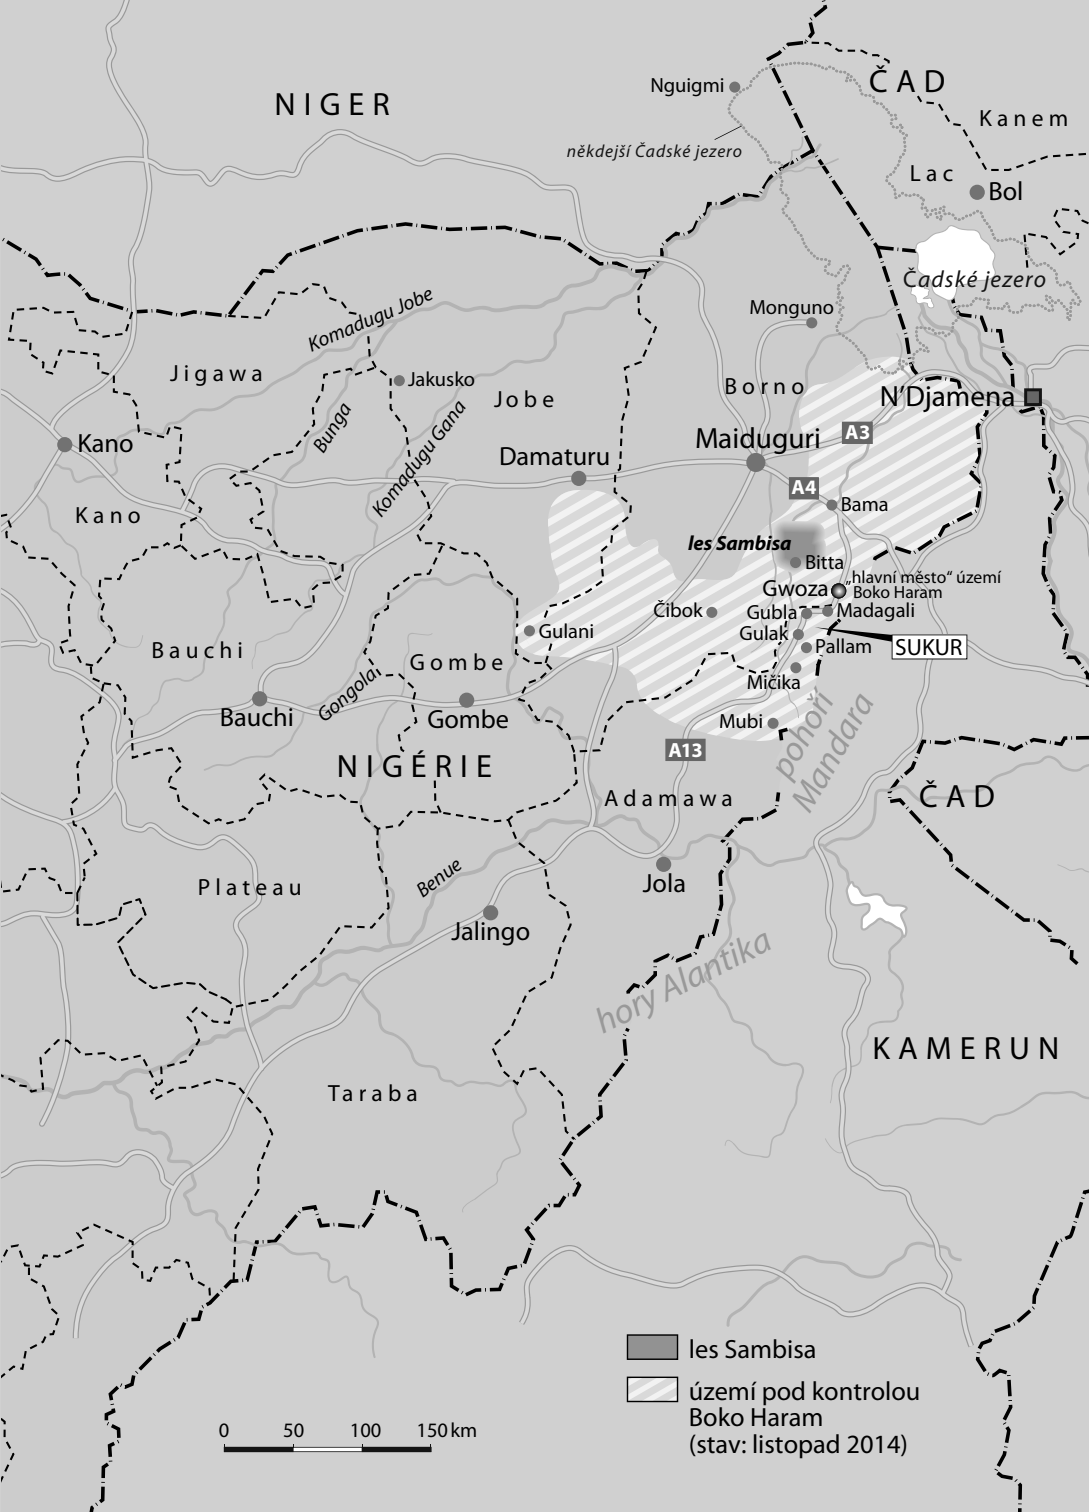 Nguigmi
ČAD
NIGER
Kanem
někdejší Čadské jezero
Lac
Bol
Čadské jezero
Komadugu Jobe
Monguno
Jigawa
Jakusko
Jobe
Borno
N’Djamena
Bunga
Komadugu Gana
Kano
Maiduguri
A3
Damaturu
A4
Bama
Kano
les Sambisa
Bitta
„hlavní město“ území
Boko Haram
Gwoza
Čibok
Gubla
Madagali
Gulani
Gulak
Pallam
SUKUR
Bauchi
Gombe
Mičika
Gongola
Bauchi
Gombe
Mubi
pohoří
Mandara
A13
NIGÉRIE
Adamawa
ČAD
Benue
Plateau
Jola
Jalingo
hory Alantika
KAMERUN
Taraba
les Sambisa
území pod kontrolou
Boko Haram
(stav: listopad 2014)
0 50 100 150 km